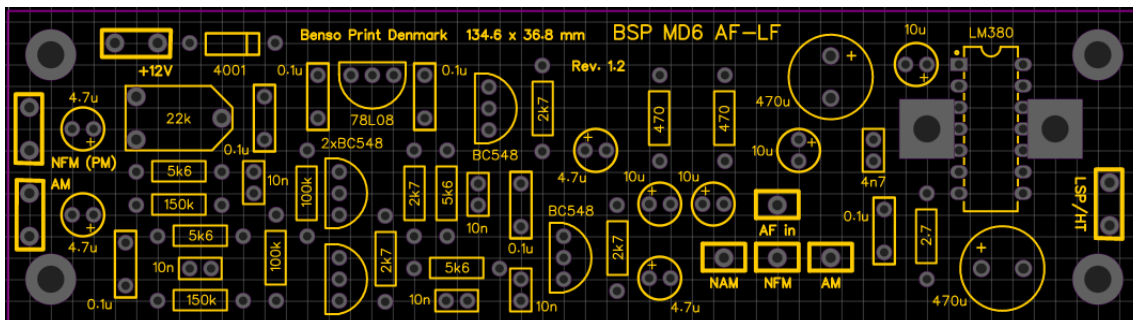 Benso Print Denmark 134.6 x 36.8 mm BSP MD6 AF-LF
10u
LM380
+12V
4001
0.1u
0.1u
Rev. 1.2
4.7u
22k
78L08
2k7
470
470
470u
0.1u
2xBC548
BC548
NFM (PM)
4.7u
10u
4n7
AM
5k6
10n
100k
2k7
5k6
10u
10u
150k
10n
BC548
AF in
0.1u
LSP/HT
4.7u
5k6
0.1u
2k7
2.7
10n
100k
2k7
5k6
NAM
NFM
AM
0.1u
150k
10n
10n
4.7u
470u